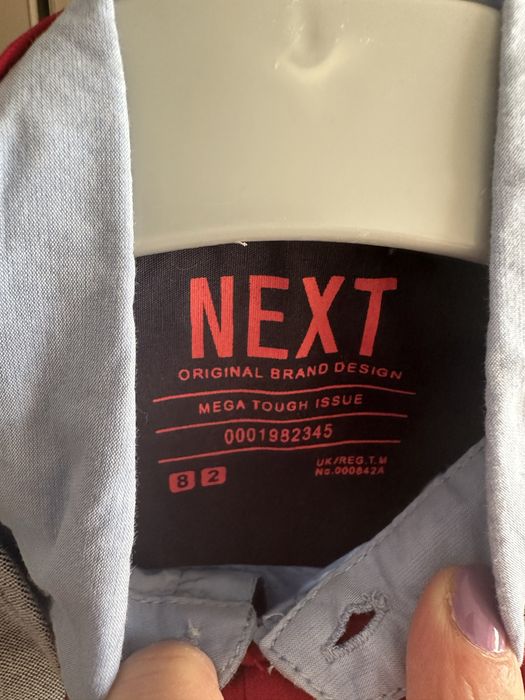 NEXT
ORIGINAL BRAND DESIGN
MEGA TOUGH ISSUE
0001982345
8 2
UK/REG.T.M
No.000842A